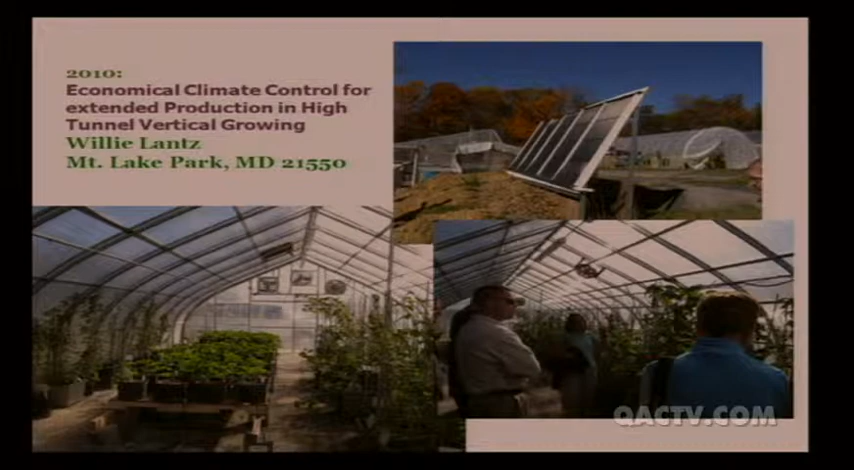 2010:
Economical Climate Control for
extended Production in High
Tunnel Vertical Growing
Willie Lantz
Mt. Lake Park, MD 21550
QACTV.COM